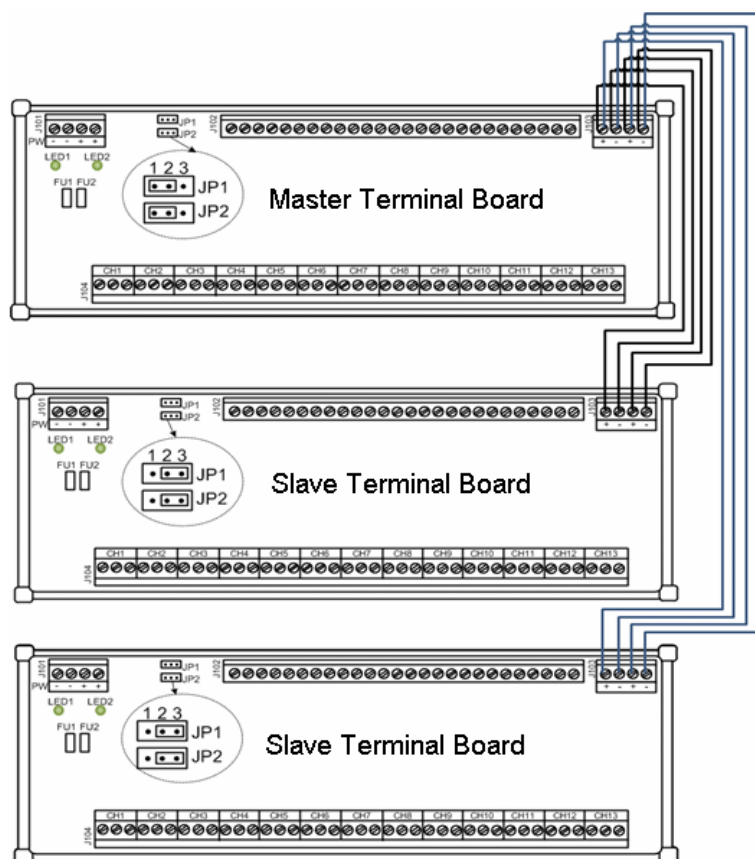 J101 JP1 J102 J103
JP2
PW - - + + + - + -
LED1 LED2
FU1 FU2
1 2 3
JP1
JP2
Master Terminal Board
CH1 CH2 CH3 CH4 CH5 CH6 CH7 CH8 CH9 CH10 CH11 CH12 CH13
J104
J101 JP1 J102 J103
JP2
PW - - + + + - + -
LED1 LED2
FU1 FU2
1 2 3
JP1
JP2
Slave Terminal Board
CH1 CH2 CH3 CH4 CH5 CH6 CH7 CH8 CH9 CH10 CH11 CH12 CH13
J104
J101 JP1 J102 J103
JP2
PW - - + + + - + -
LED1 LED2
FU1 FU2
1 2 3
JP1
JP2
Slave Terminal Board
CH1 CH2 CH3 CH4 CH5 CH6 CH7 CH8 CH9 CH10 CH11 CH12 CH13
J104